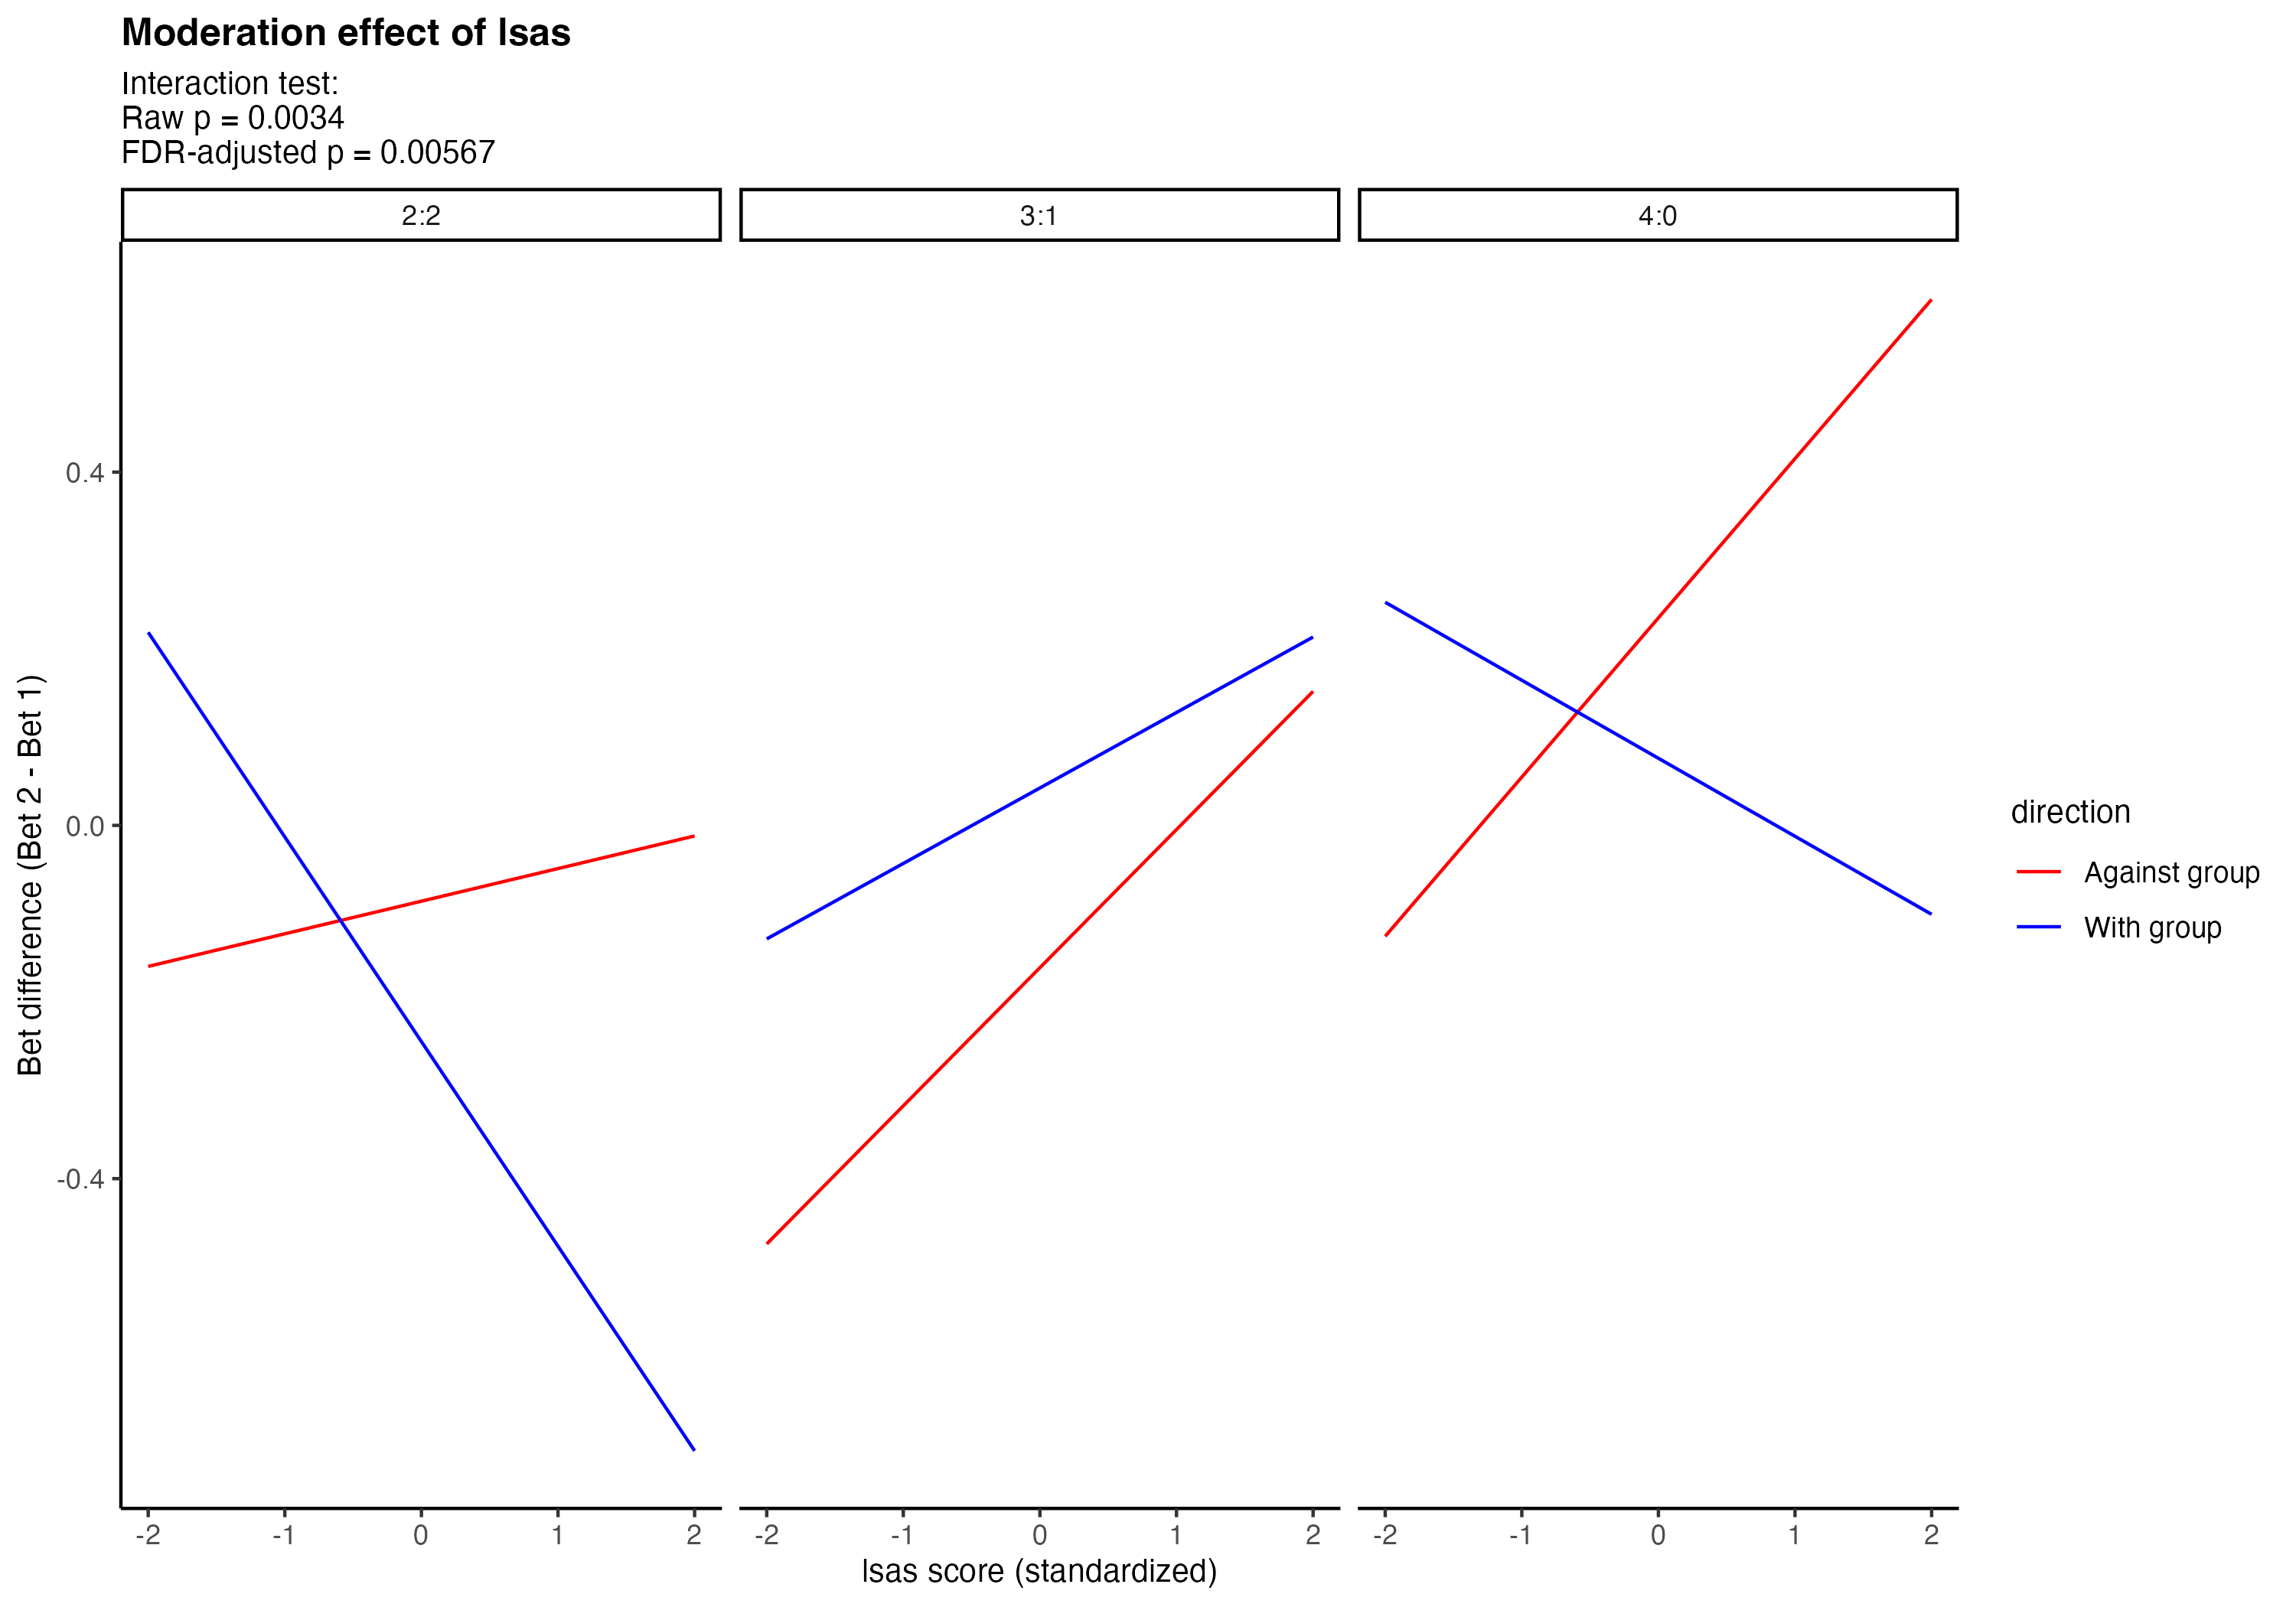 Moderation effect of lsas
Interaction test:
Raw p = 0.0034
FDR-adjusted p = 0.00567
2:2
3:1
4:0
0.4
0.0
-0.4
Bet difference (Bet 2 - Bet 1)
-2 -1 0 1 2
-2 -1 0 1 2
-2 -1 0 1 2
lsas score (standardized)
direction
Against group
With group